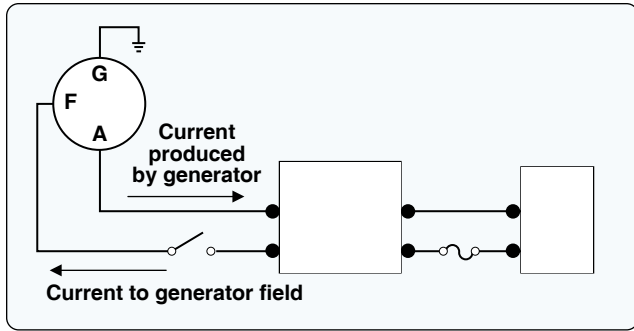 G
F
A
Current
produced
by generator
Current to generator field